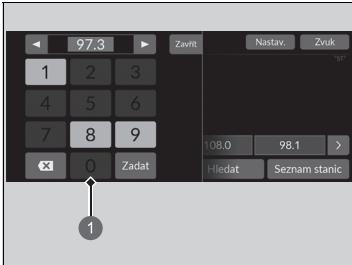 ◄ 97.3 ► Zavřít Nastav. Zvuk
"ST"
1 2 3
4 5 6
7 8 9
108.0 98.1 >
0 Zadat Hledat Seznam stanic
1